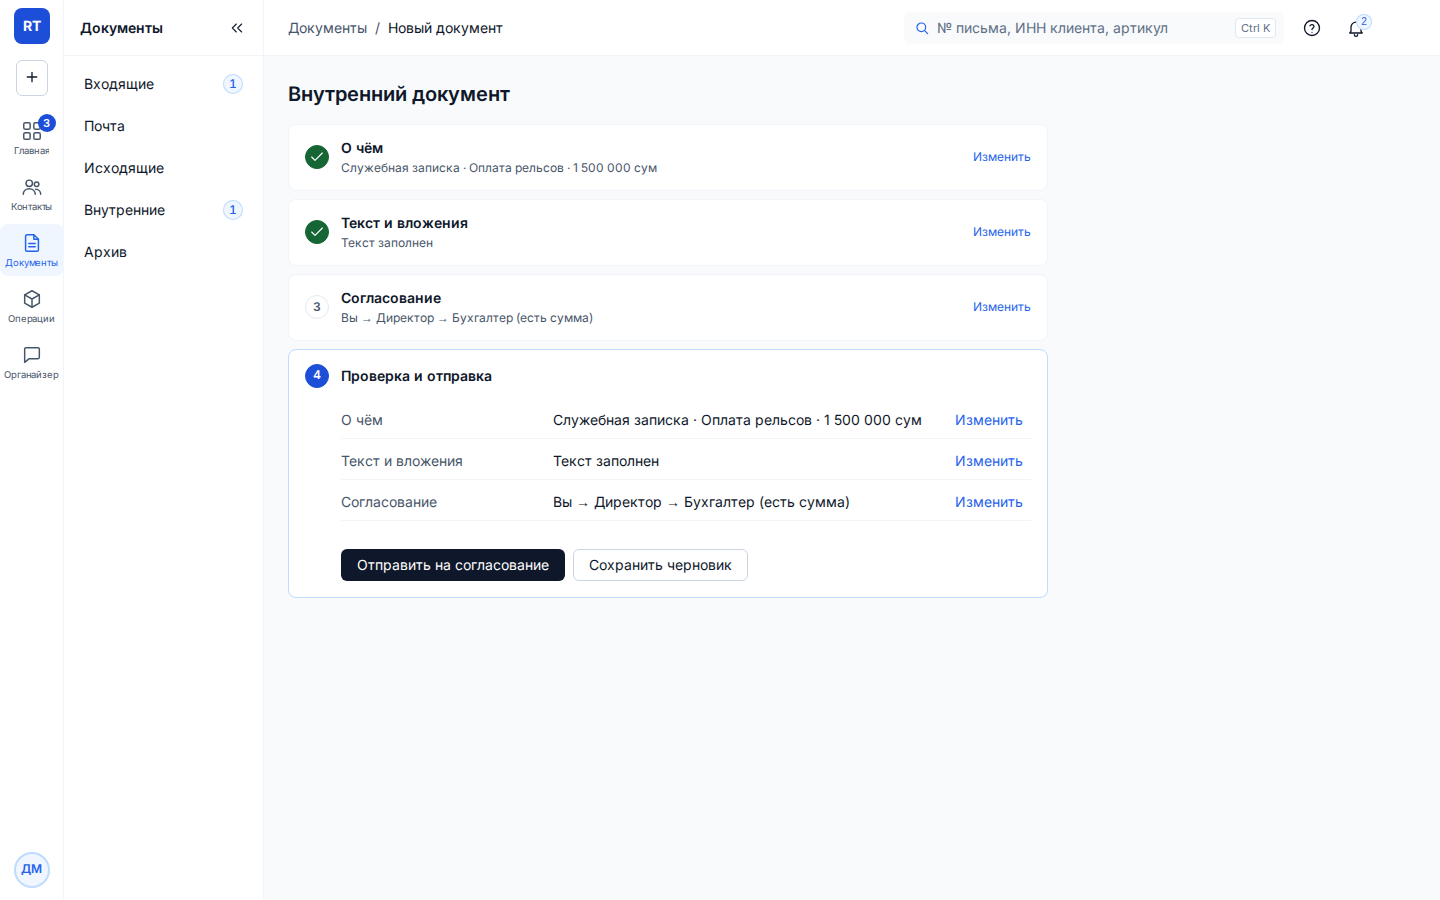 RT
Документы
Документы / Новый документ
№ письма, ИНН клиента, артикул
Ctrl K
2
+
3
Главная
Контакты
Документы
Операции
Органайзер
ДМ
Входящие 1
Почта
Исходящие
Внутренние 1
Архив
Внутренний документ
О чём
Служебная записка · Оплата рельсов · 1 500 000 сум
Изменить
Текст и вложения
Текст заполнен
Изменить
3
Согласование
Вы → Директор → Бухгалтер (есть сумма)
Изменить
4 Проверка и отправка
О чём Служебная записка · Оплата рельсов · 1 500 000 сум Изменить
Текст и вложения Текст заполнен Изменить
Согласование Вы → Директор → Бухгалтер (есть сумма) Изменить
Отправить на согласование Сохранить черновик